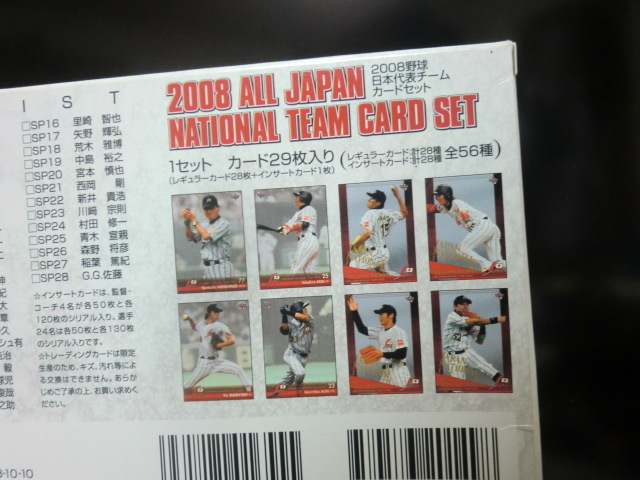 IST
□SP16 里崎 智也
□SP17 矢野 輝弘
□SP18 荒木 雅博
□SP19 中島 裕之
□SP20 宮本 慎也
□SP21 西岡 剛
□SP22 新井 貴浩
□SP23 川﨑 宗則
□SP24 村田 修一
□SP25 青木 宣親
□SP26 森野 将彦
□SP27 稲葉 篤紀
□SP28 G.G.佐藤
☆インサートカードは、監督・
コーチ4名が各50枚と各
120枚のシリアル入り。選手
24名は各50枚と各130枚
のシリアル入りです。
☆トレーディングカードは限定
生産のため、キズ、汚れ等によ
る交換はできません。あらか
じめご了承の上、お買い求めく
ださい。
2008 ALL JAPAN
NATIONAL TEAM CARD SET
2008野球
日本代表チーム
カードセット
1セット カード29枚入り
(レギュラーカード:計28種
インサートカード:計28種 全56種)
(レギュラーカード28枚+インサートカード1枚)
77
25
23
-10-10